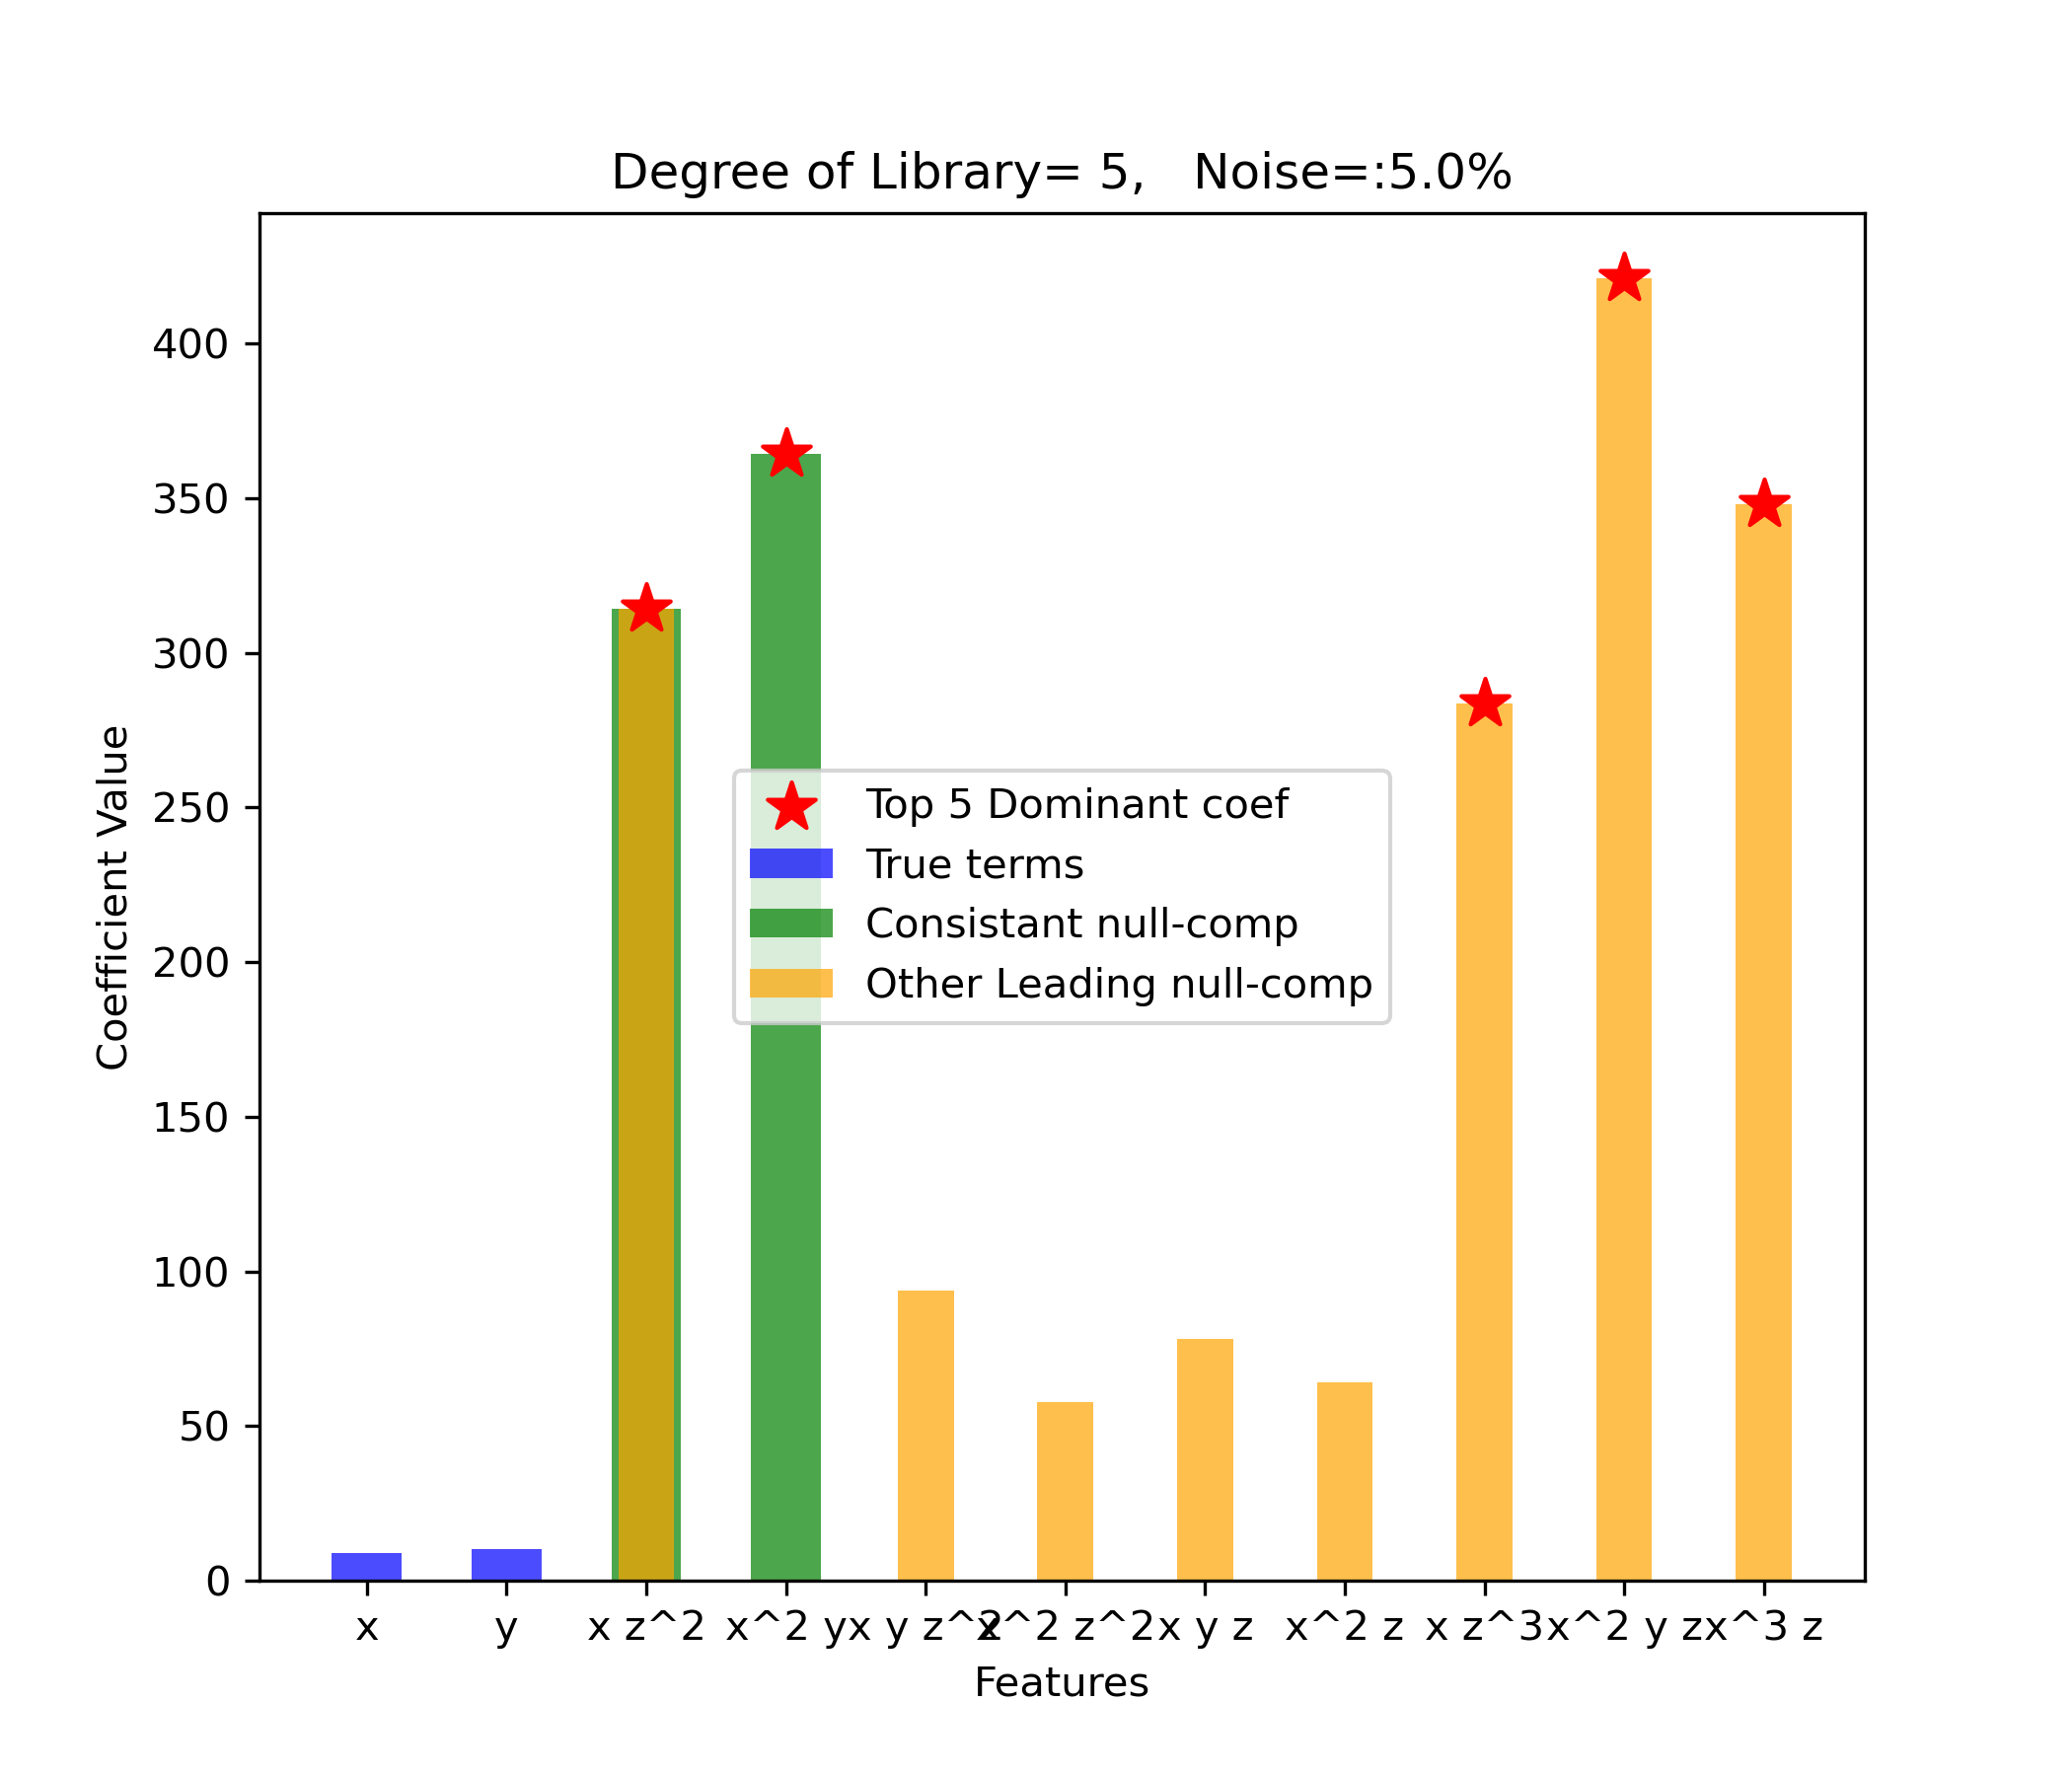 Degree of Library= 5,   Noise=:5.0%
Coefficient Value
400
350
300
250
200
150
100
50
0
Top 5 Dominant coef
True terms
Consistant null-comp
Other Leading null-comp
x y x z^2 x^2 y x y z^2 x^2 z^2 x y z x^2 z x z^3 x^2 y z x^3 z
Features